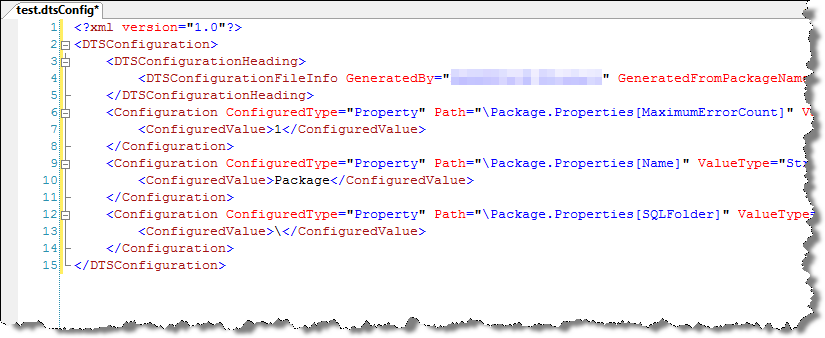 test.dtsConfig*
1 <?xml version="1.0"?>
2 <DTSConfiguration>
3 <DTSConfigurationHeading>
4 <DTSConfigurationFileInfo GeneratedBy="" GeneratedFromPackageName
5 </DTSConfigurationHeading>
6 <Configuration ConfiguredType="Property" Path="\Package.Properties[MaximumErrorCount]"
7 <ConfiguredValue>1</ConfiguredValue>
8 </Configuration>
9 <Configuration ConfiguredType="Property" Path="\Package.Properties[Name]" ValueType="Str
10 <ConfiguredValue>Package</ConfiguredValue>
11 </Configuration>
12 <Configuration ConfiguredType="Property" Path="\Package.Properties[SQLFolder]" ValueType=
13 <ConfiguredValue>\</ConfiguredValue>
14 </Configuration>
15 </DTSConfiguration>